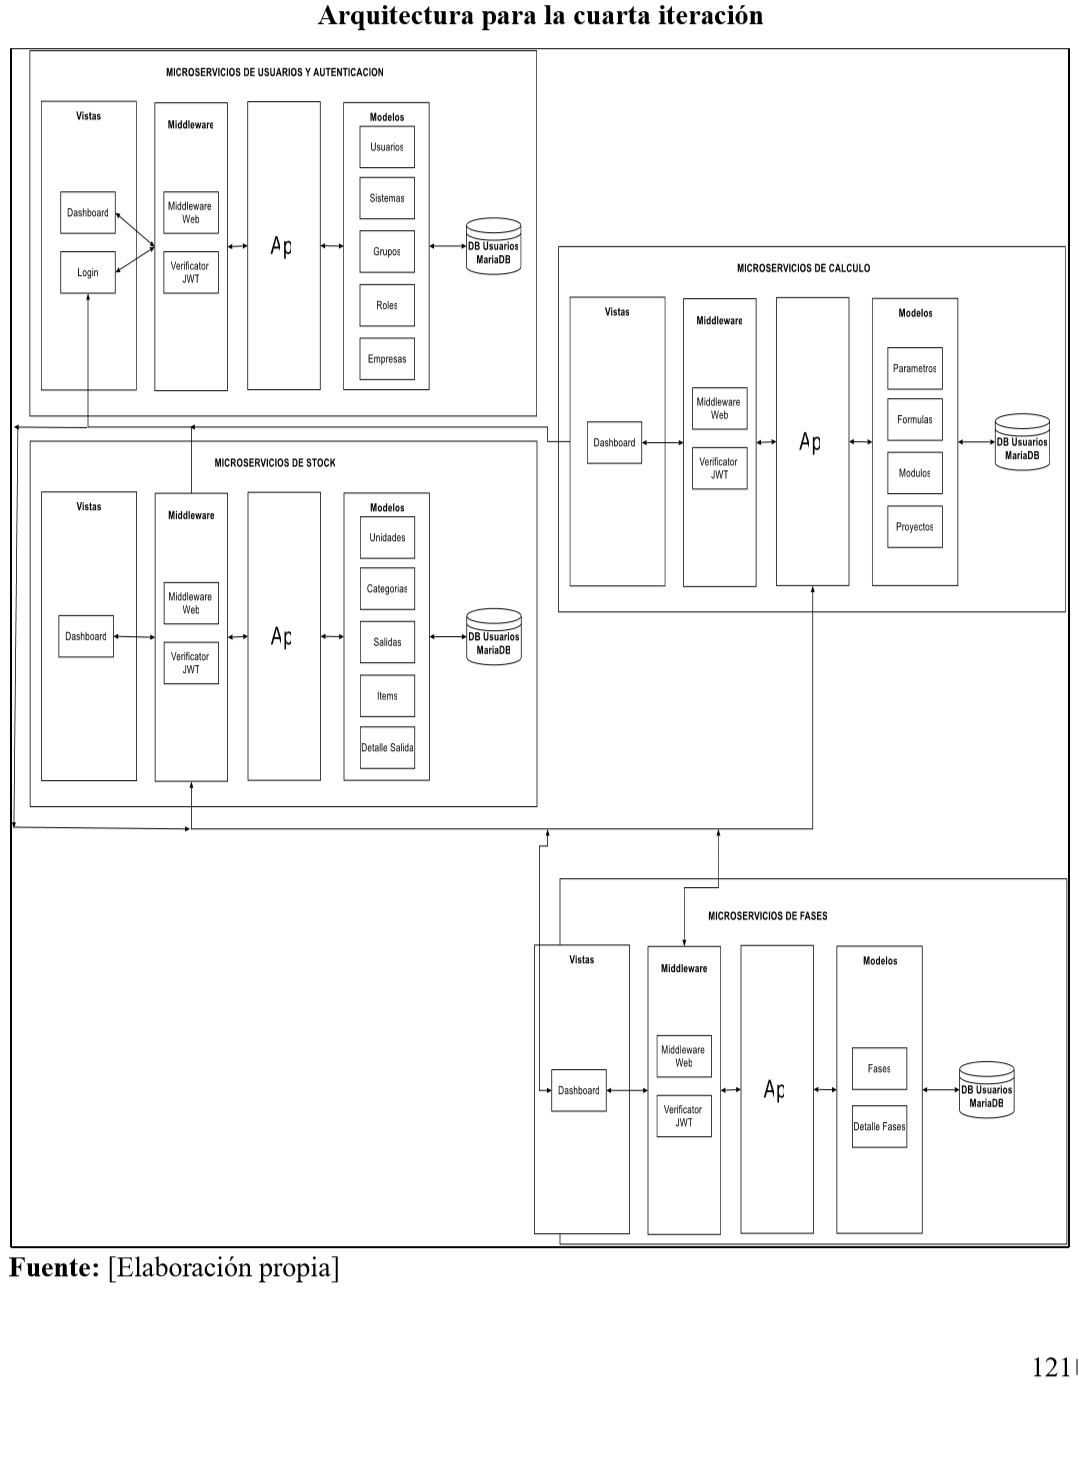 Arquitectura para la cuarta iteración
MICROSERVICIOS DE USUARIOS Y AUTENTICACION
Vistas
Dashboard
Login
Middleware
Middleware
Web
Verificator
JWT
Ap
Modelos
Usuarios
Sistemas
Grupos
Roles
Empresas
DB Usuarios
MariaDB
MICROSERVICIOS DE CALCULO
Vistas
Dashboard
Middleware
Middleware
Web
Verificator
JWT
Ap
Modelos
Parametros
Formulas
Modulos
Proyectos
DB Usuarios
MariaDB
MICROSERVICIOS DE STOCK
Vistas
Dashboard
Middleware
Middleware
Web
Verificator
JWT
Ap
Modelos
Unidades
Categorias
Salidas
Items
Detalle Salida
DB Usuarios
MariaDB
MICROSERVICIOS DE FASES
Vistas
Dashboard
Middleware
Middleware
Web
Verificator
JWT
Ap
Modelos
Fases
Detalle Fases
DB Usuarios
MariaDB
Fuente: [Elaboración propia]
121